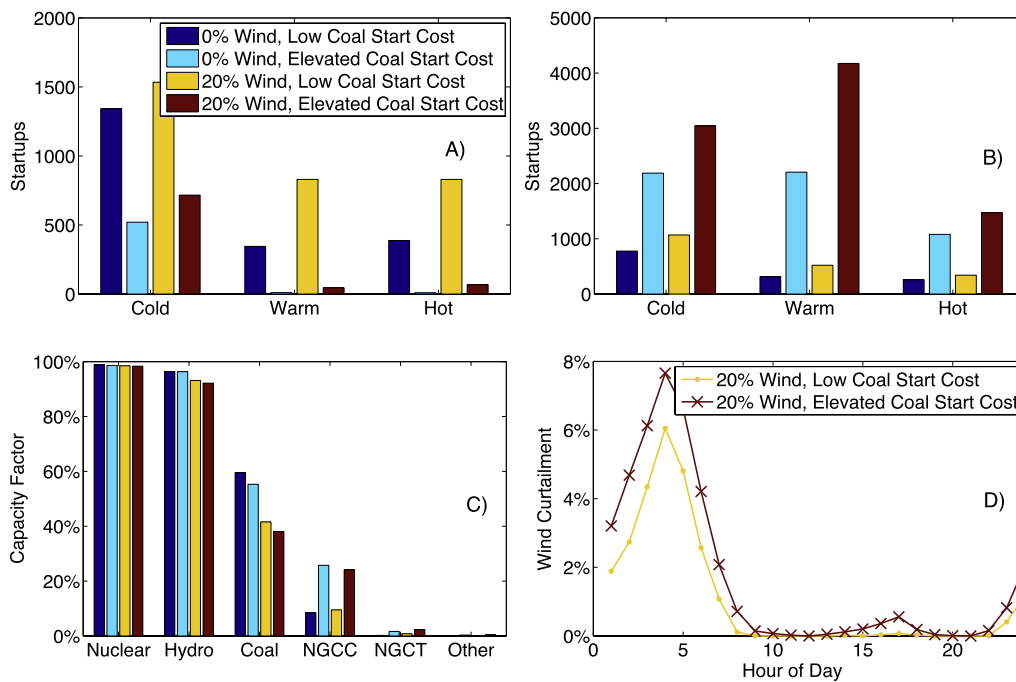 2000
1500
1000
500
0
Startups
0% Wind, Low Coal Start Cost
0% Wind, Elevated Coal Start Cost
20% Wind, Low Coal Start Cost
20% Wind, Elevated Coal Start Cost
A)
Cold Warm Hot
5000
4000
3000
2000
1000
0
Startups
B)
Cold Warm Hot
100%
80%
60%
40%
20%
0%
Capacity Factor
C)
Nuclear Hydro Coal NGCC NGCT Other
8%
6%
4%
2%
0%
Wind Curtailment
20% Wind, Low Coal Start Cost
20% Wind, Elevated Coal Start Cost
D)
0 5 10 15 20
Hour of Day